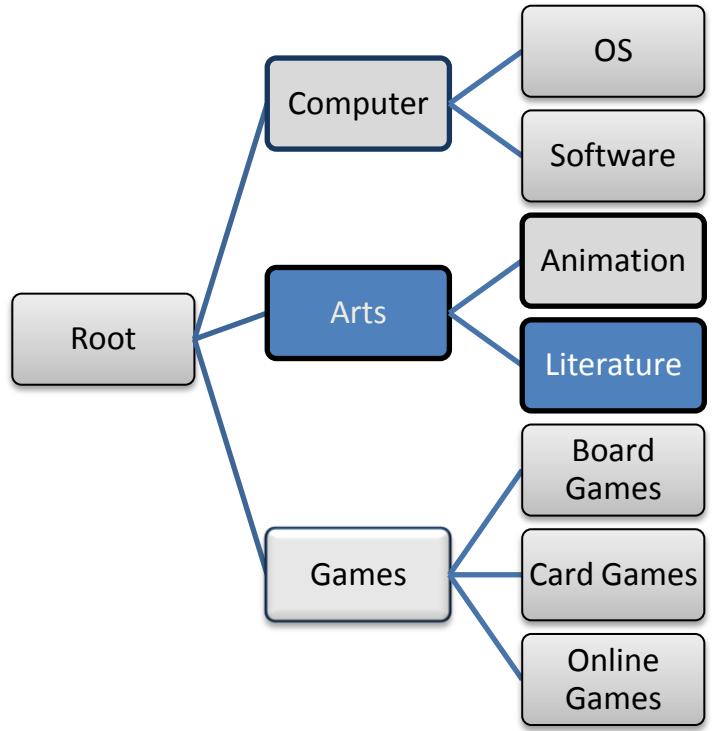 Root
Computer
OS
Software
Arts
Animation
Literature
Games
Board
Games
Card Games
Online
Games